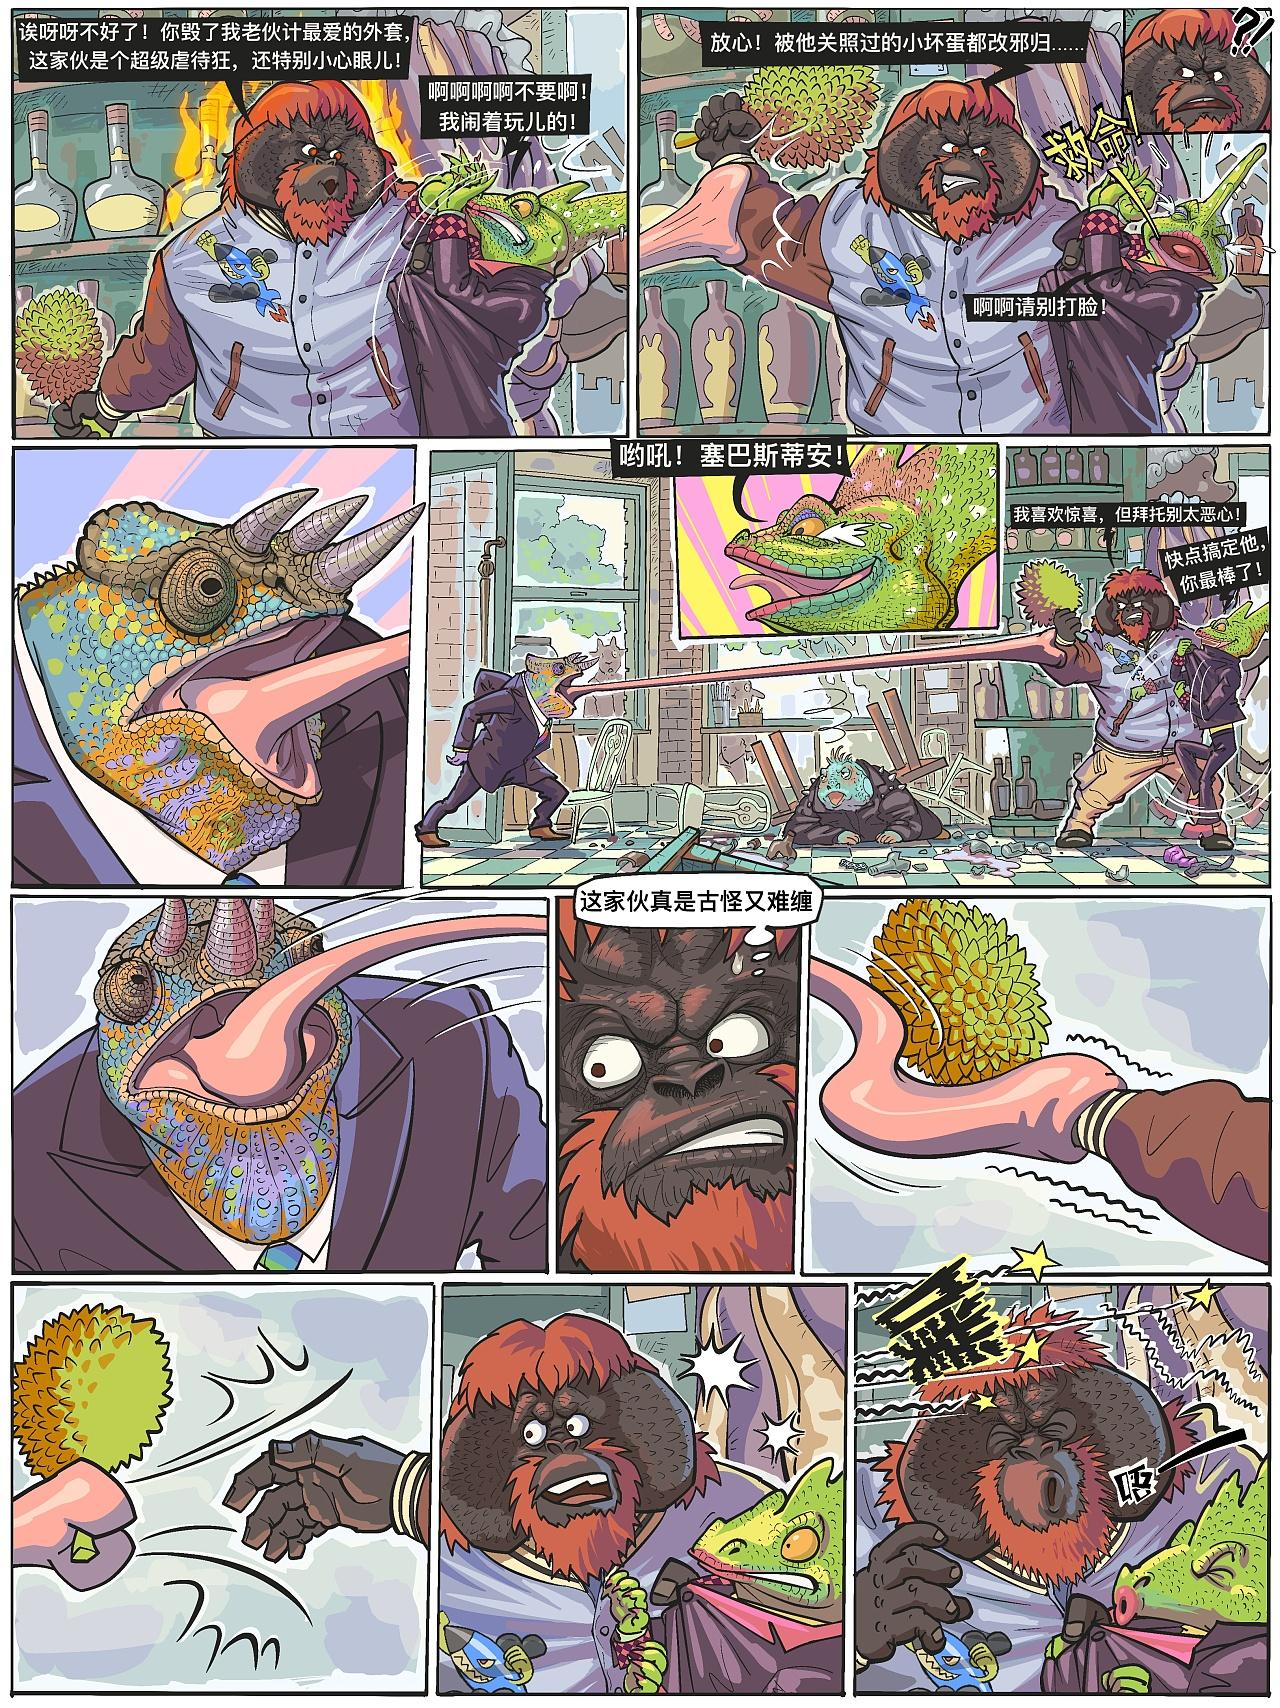 诶呀呀不好了！你毁了我老伙计最爱的外套，
这家伙是个超级虐待狂，还特别小心眼儿！
啊啊啊啊不要啊！
我闹着玩儿的！
放心！被他关照过的小坏蛋都改邪归……
?!
救命！
啊啊请别打脸！
哟吼！塞巴斯蒂安！
我喜欢惊喜，但拜托别太恶心！
快点搞定他，
你最棒了！
这家伙真是古怪又难缠
唔